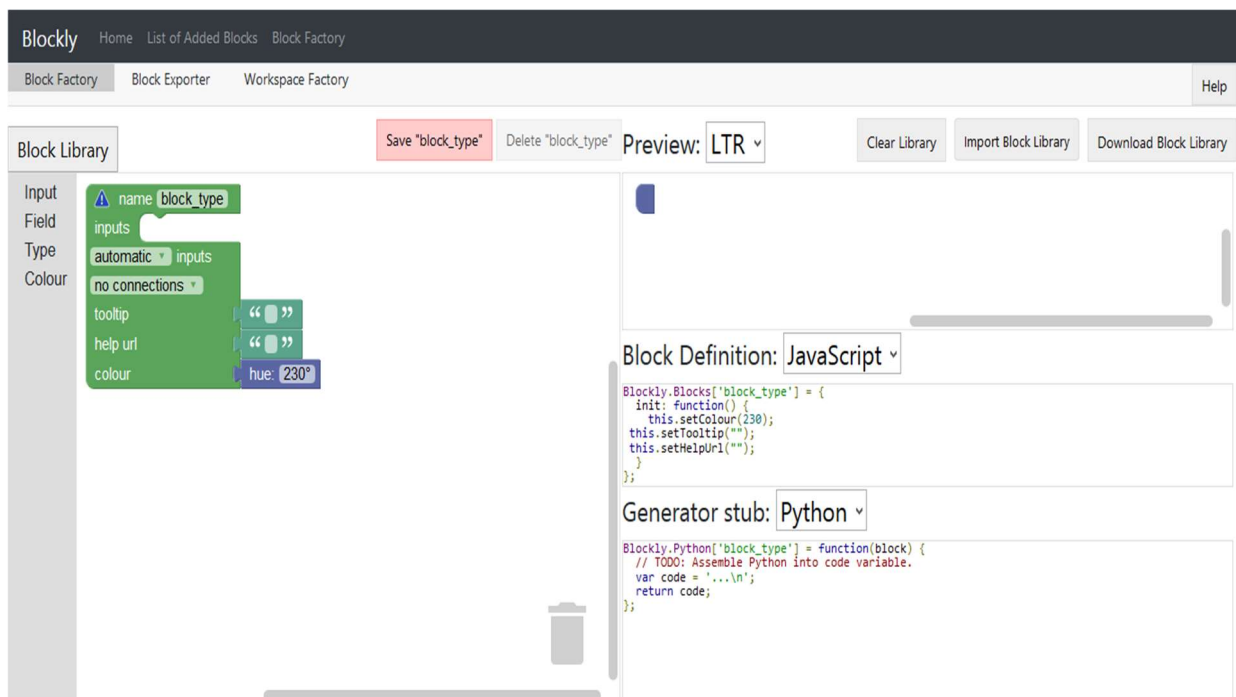 Blockly Home List of Added Blocks Block Factory
Block Factory Block Exporter Workspace Factory
Help
Block Library
Save "block_type" Delete "block_type"
Input
Field
Type
Colour
name block_type
inputs
automatic inputs
no connections
tooltip “ ”
help url “ ”
colour hue: 230°
Preview: LTR
Clear Library Import Block Library Download Block Library
Block Definition: JavaScript
Blockly.Blocks['block_type'] = {
init: function() {
this.setColour(230);
this.setTooltip("");
this.setHelpUrl("");
}
};
Generator stub: Python
Blockly.Python['block_type'] = function(block) {
// TODO: Assemble Python into code variable.
var code = '...\n';
return code;
};